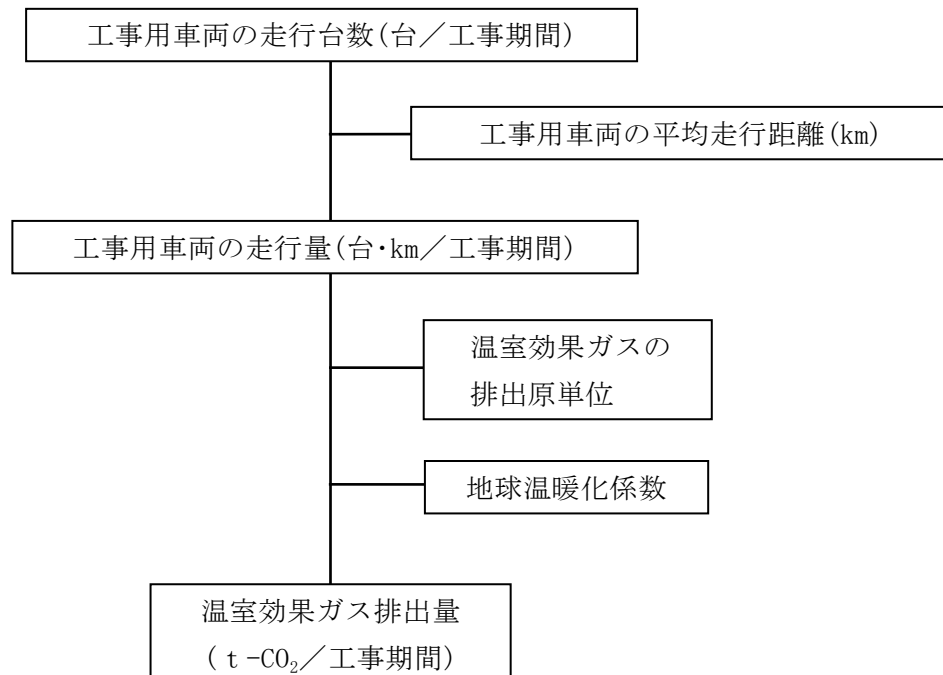 工事用車両の走行台数(台／工事期間)
工事用車両の平均走行距離(km)
工事用車両の走行量(台･km／工事期間)
温室効果ガスの
排出原単位
地球温暖化係数
温室効果ガス排出量
(ｔ-CO₂／工事期間)